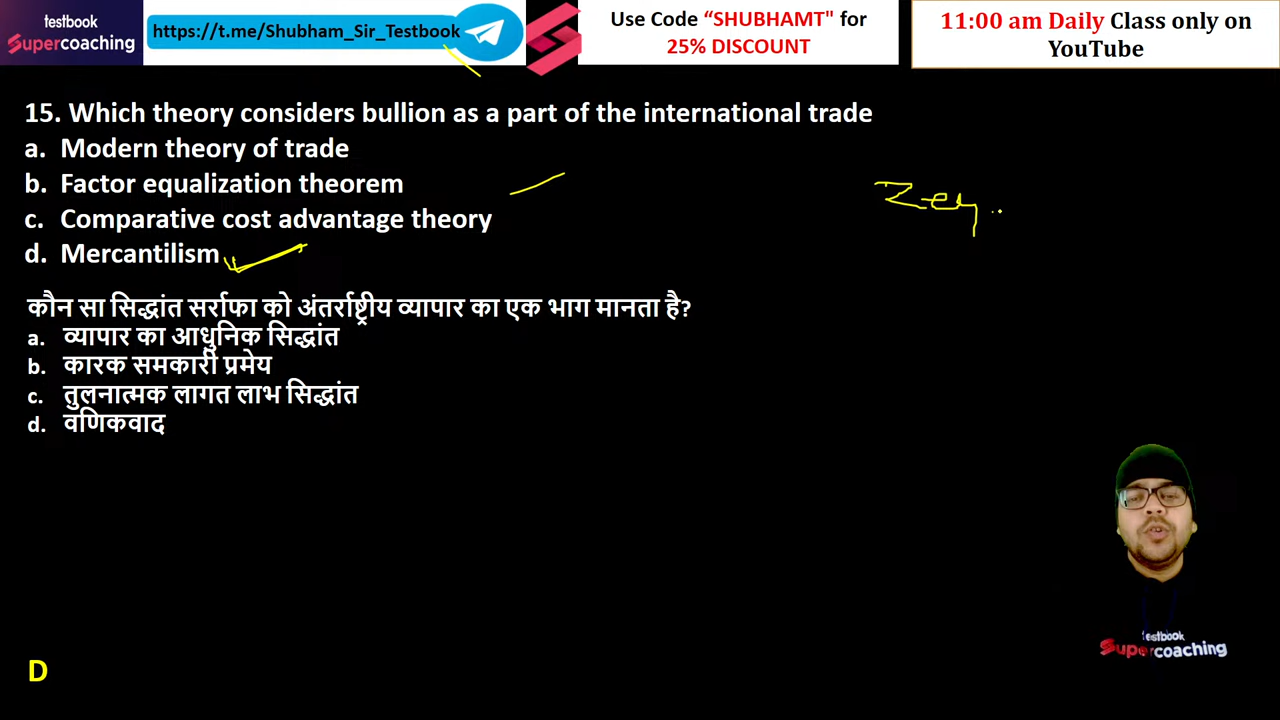 testbook
Supercoaching
https://t.me/Shubham_Sir_Testbook
Use Code “SHUBHAMT" for
25% DISCOUNT
11:00 am Daily Class only on
YouTube
15. Which theory considers bullion as a part of the international trade
a. Modern theory of trade
b. Factor equalization theorem
c. Comparative cost advantage theory
d. Mercantilism
कौन सा सिद्धांत सर्राफा को अंतर्राष्ट्रीय व्यापार का एक भाग मानता है?
a. व्यापार का आधुनिक सिद्धांत
b. कारक समकारी प्रमेय
c. तुलनात्मक लागत लाभ सिद्धांत
d. वणिकवाद
testbook
Supercoaching
D